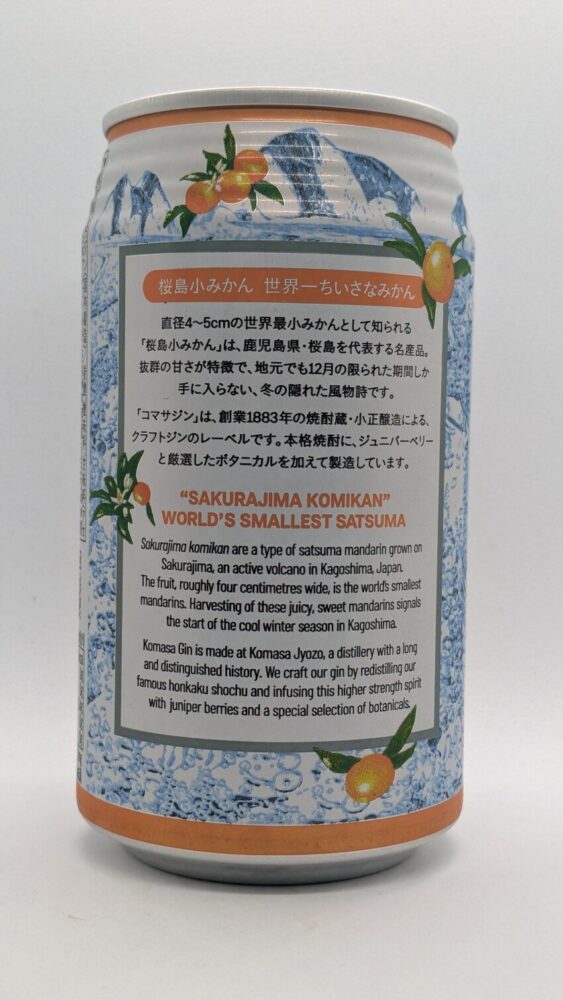 桜島小みかん 世界一ちいさなみかん
直径4〜5cmの世界最小みかんとして知られる
「桜島小みかん」は、鹿児島県・桜島を代表する名産品。
抜群の甘さが特徴で、地元でも12月の限られた期間しか
手に入らない、冬の隠れた風物詩です。
「コマサジン」は、創業1883年の焼酎蔵・小正醸造による、
クラフトジンのレーベルです。本格焼酎に、ジュニパーベリー
と厳選したボタニカルを加えて製造しています。
“SAKURAJIMA KOMIKAN”
WORLD'S SMALLEST SATSUMA
Sakurajima komikan are a type of satsuma mandarin grown on
Sakurajima, an active volcano in Kagoshima, Japan.
The fruit, roughly four centimetres wide, is the world's smallest
mandarins. Harvesting of these juicy, sweet mandarins signals
the start of the cool winter season in Kagoshima.
Komasa Gin is made at Komasa Jyozo, a distillery with a long
and distinguished history. We craft our gin by redistilling our
famous honkaku shochu and infusing this higher strength spirit
with juniper berries and a special selection of botanicals.